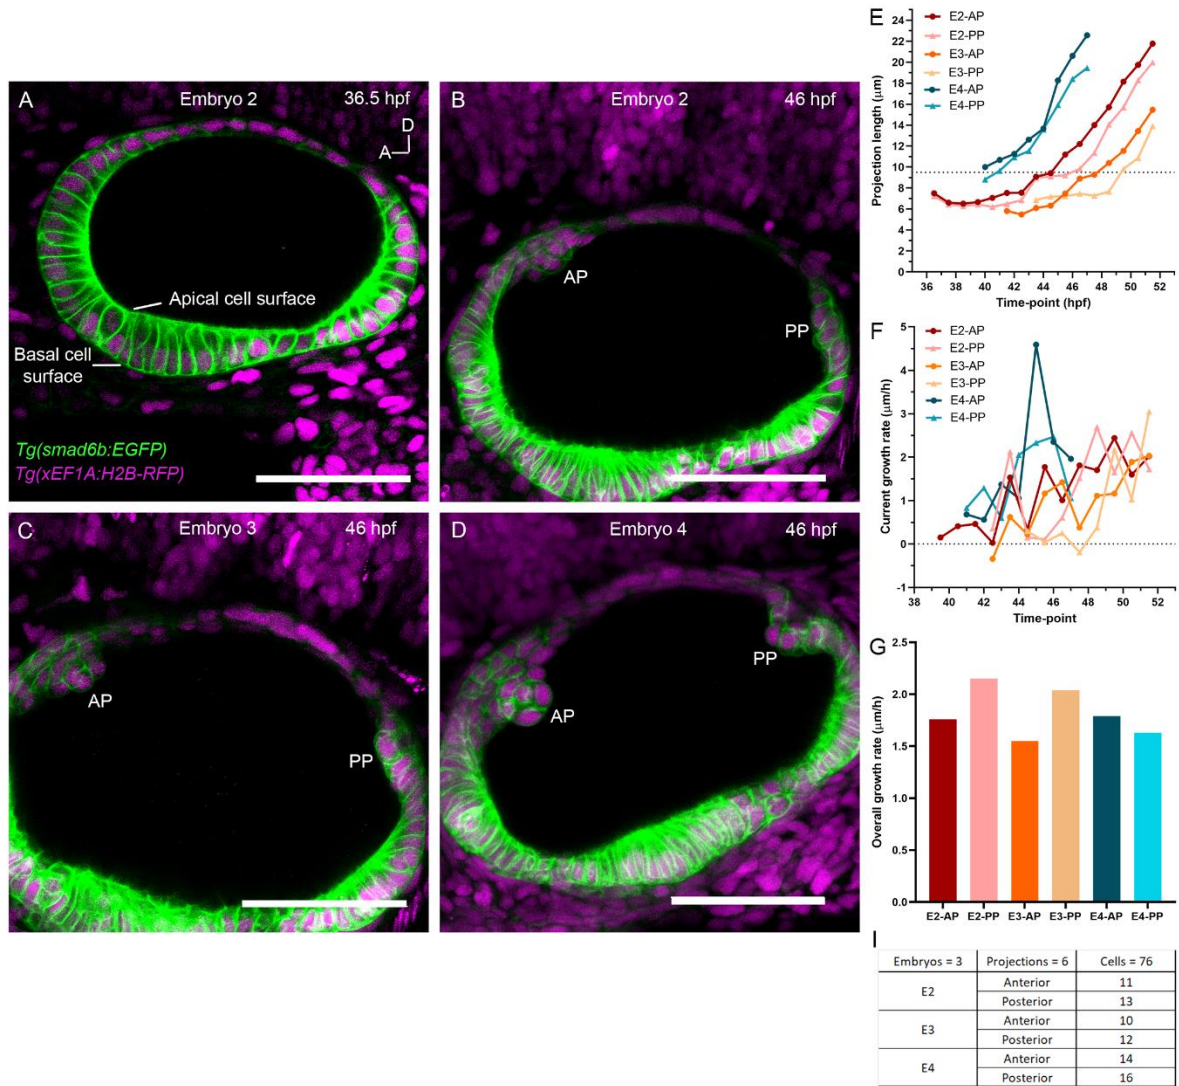 A Embryo 2 36.5 hpf
D
A
Apical cell surface
Basal cell
surface
Tg(smad6b:EGFP)
Tg(xEF1A:H2B-RFP)
B Embryo 2 46 hpf
AP
PP
C Embryo 3 46 hpf
AP
PP
D Embryo 4 46 hpf
PP
AP
E
E2-AP
E2-PP
E3-AP
E3-PP
E4-AP
E4-PP
Projection length (μm)
24
22
20
18
16
14
12
10
8
6
4
2
0
36 38 40 42 44 46 48 50 52
Time-point (hpf)
F
E2-AP
E2-PP
E3-AP
E3-PP
E4-AP
E4-PP
Current growth rate (μm/h)
5
4
3
2
1
0
-1
38 40 42 44 46 48 50 52
Time-point
G
Overall growth rate (μm/h)
2.5
2.0
1.5
1.0
0.5
0.0
E2-AP E2-PP E3-AP E3-PP E4-AP E4-PP
I
Embryos = 3 Projections = 6 Cells = 76
E2 Anterior 11
Posterior 13
E3 Anterior 10
Posterior 12
E4 Anterior 14
Posterior 16